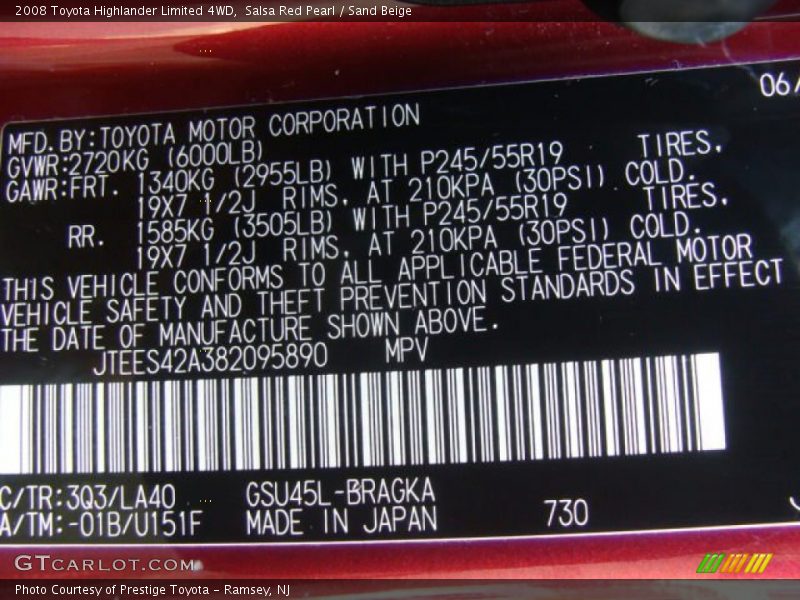 2008 Toyota Highlander Limited 4WD, Salsa Red Pearl / Sand Beige
06/
MFD. BY: TOYOTA MOTOR CORPORATION
GVWR: 2720KG (6000LB)
GAWR: FRT. 1340KG (2955LB) WITH P245/55R19 TIRES,
19X7 1/2J RIMS, AT 210KPA (30PSI) COLD.
RR. 1585KG (3505LB) WITH P245/55R19 TIRES,
19X7 1/2J RIMS, AT 210KPA (30PSI) COLD.
THIS VEHICLE CONFORMS TO ALL APPLICABLE FEDERAL MOTOR
VEHICLE SAFETY AND THEFT PREVENTION STANDARDS IN EFFECT
THE DATE OF MANUFACTURE SHOWN ABOVE.
JTEES42A382095890 MPV
C/TR: 3Q3/LA40 GSU45L-BRAGKA
A/TM: -01B/U151F MADE IN JAPAN 730
GTCARLOT.COM
Photo Courtesy of Prestige Toyota - Ramsey, NJ